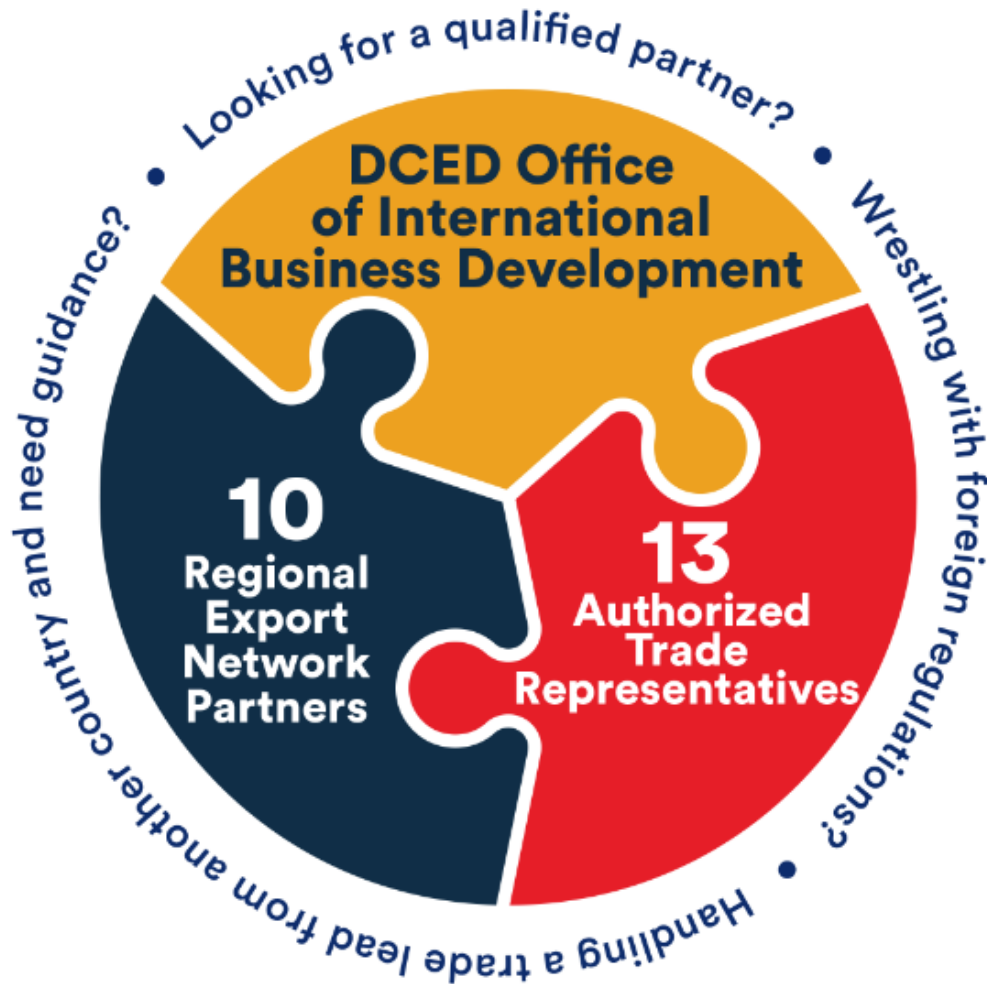 Looking for a qualified partner? • Wrestling with foreign regulations? • Handling a trade lead from another country and need guidance? •
DCED Office
of International
Business Development
10
Regional
Export
Network
Partners
13
Authorized
Trade
Representatives